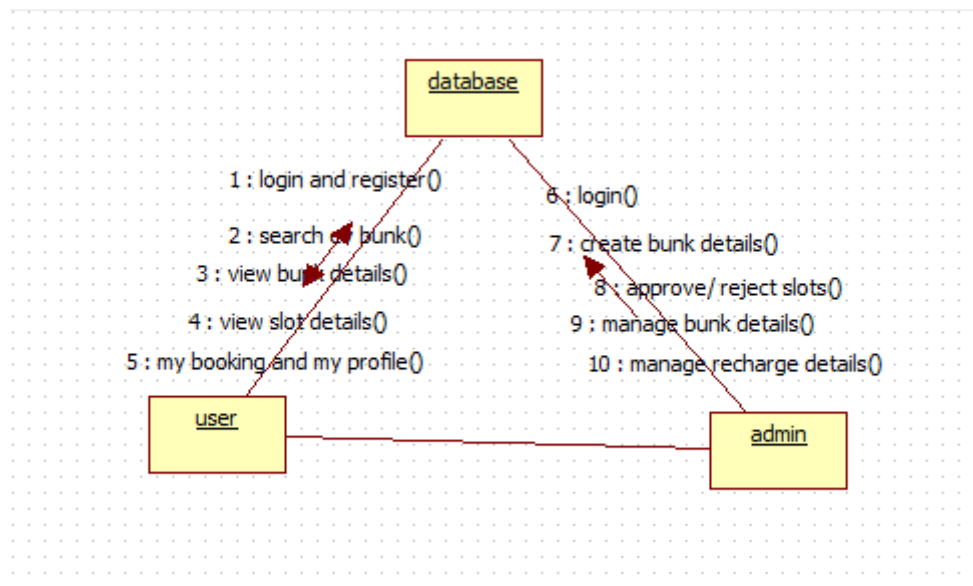 database
1 : login and register()
2 : search ev bunk()
3 : view bunk details()
4 : view slot details()
5 : my booking and my profile()
6 : login()
7 : create bunk details()
8 : approve/ reject slots()
9 : manage bunk details()
10 : manage recharge details()
user
admin